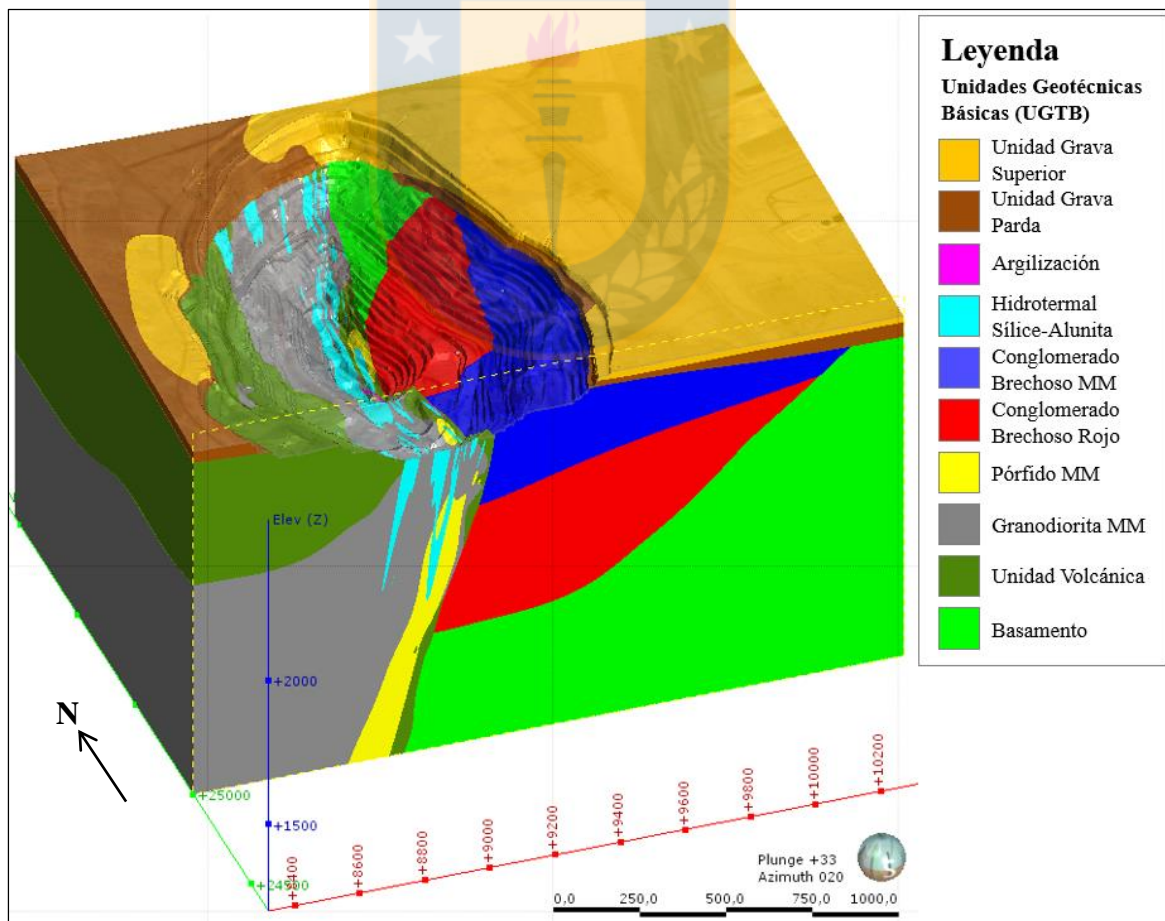 Leyenda
Unidades Geotécnicas
Básicas (UGTB)
Unidad Grava
Superior
Unidad Grava
Parda
Argilización
Hidrotermal
Sílice-Alunita
Conglomerado
Brechoso MM
Conglomerado
Brechoso Rojo
Pórfido MM
Granodiorita MM
Unidad Volcánica
Basamento
Elev (Z)
+2000
+1500
N
+25000
+8600
+8800
+9000
+9200
+9400
+9600
+9800
+10000
+10200
Plunge +33
Azimuth 020
0,0
250,0
500,0
750,0
1000,0